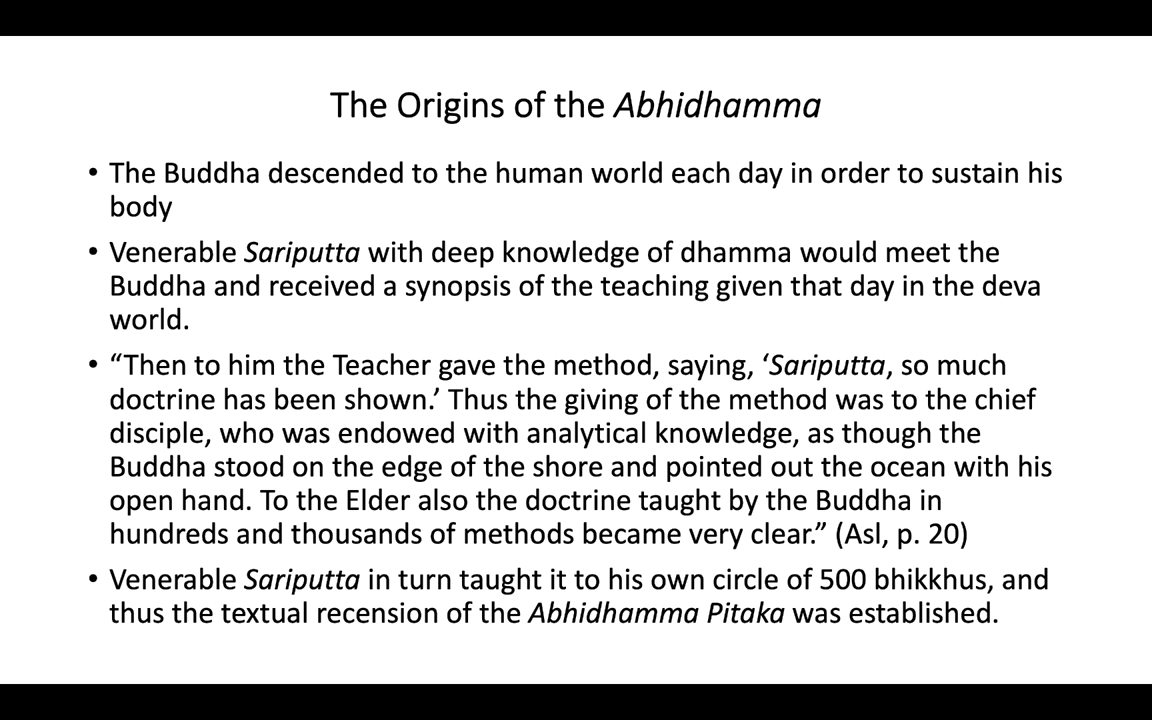 The Origins of the Abhidhamma
• The Buddha descended to the human world each day in order to sustain his
body
• Venerable Sariputta with deep knowledge of dhamma would meet the
Buddha and received a synopsis of the teaching given that day in the deva
world.
• “Then to him the Teacher gave the method, saying, ‘Sariputta, so much
doctrine has been shown.’ Thus the giving of the method was to the chief
disciple, who was endowed with analytical knowledge, as though the
Buddha stood on the edge of the shore and pointed out the ocean with his
open hand. To the Elder also the doctrine taught by the Buddha in
hundreds and thousands of methods became very clear.” (Asl, p. 20)
• Venerable Sariputta in turn taught it to his own circle of 500 bhikkhus, and
thus the textual recension of the Abhidhamma Pitaka was established.